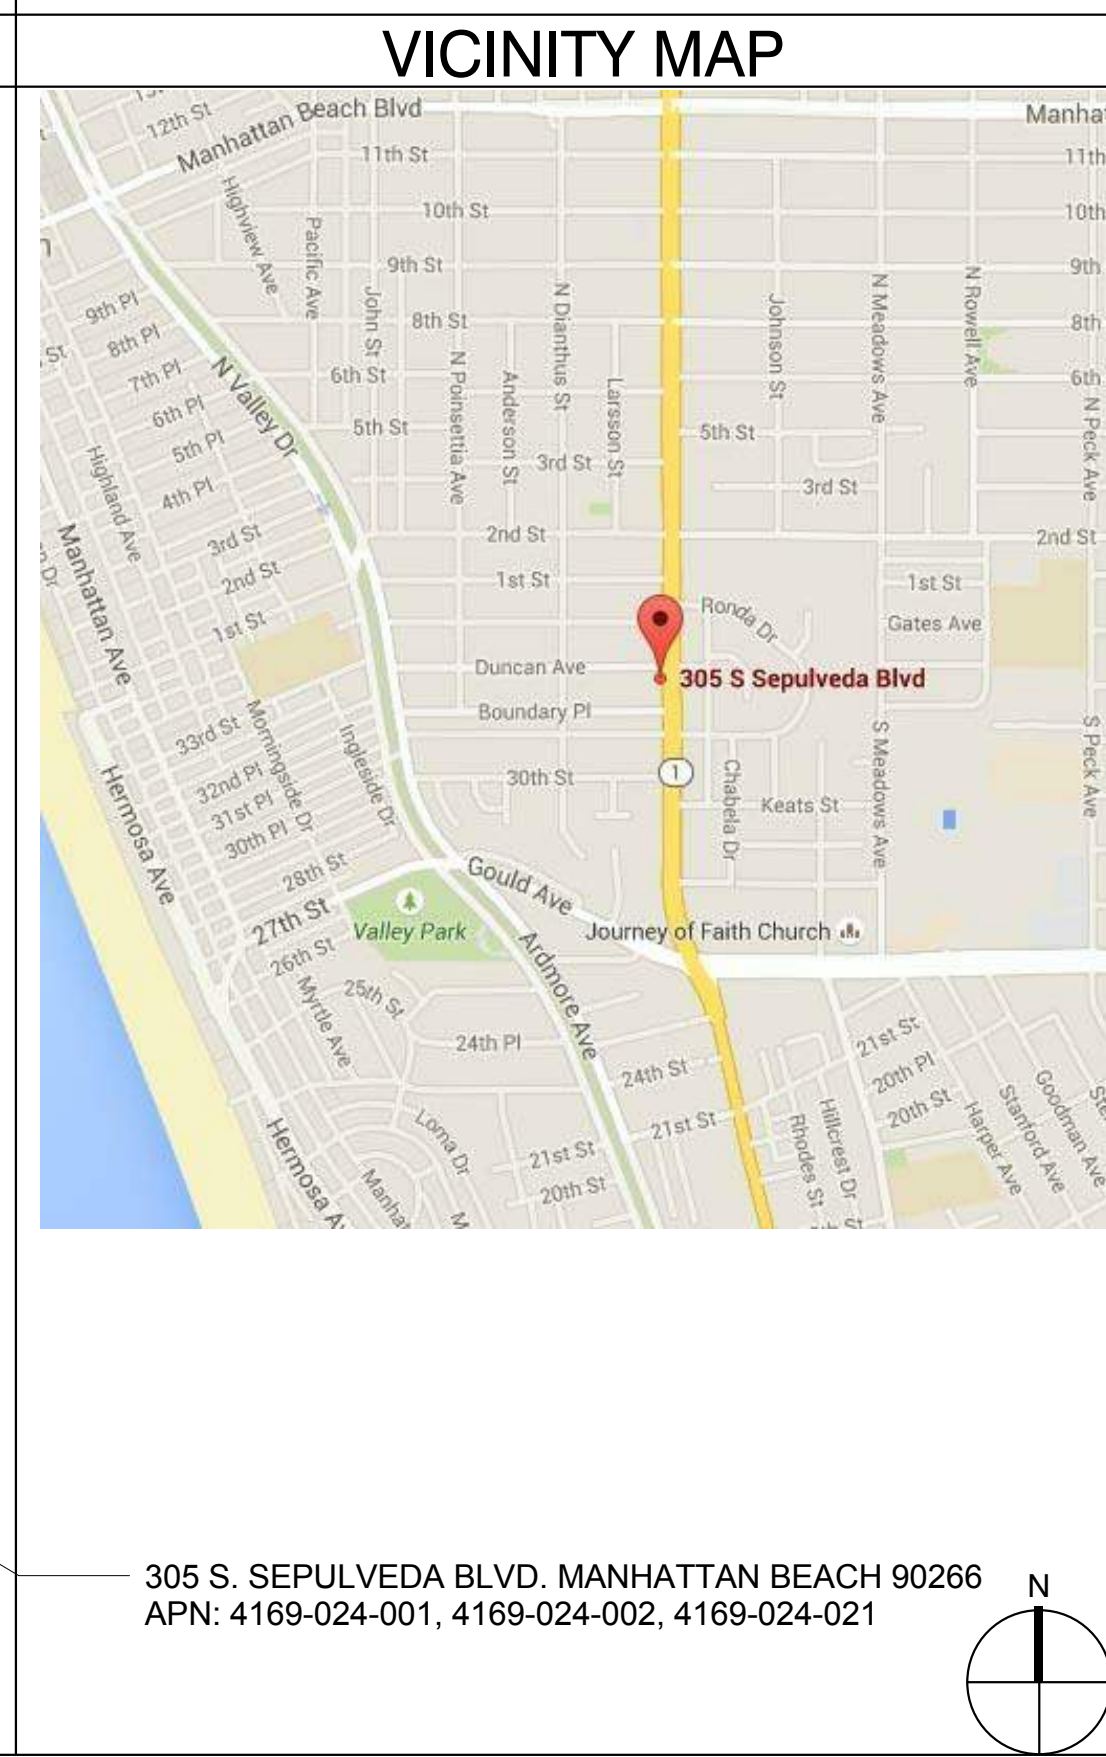 VICINITY MAP
12th St
Manhattan Beach Blvd
Manha
11th St
11th
Highview Ave
10th St
10th
Pacific Ave
9th St
9th
John St
N Dianthus St
Johnson St
N Meadows Ave
N Rowell Ave
9th Pl
8th St
8th
8th Pl
St
N Valley Dr
7th Pl
6th St
6th
N Poinsettia Ave
Anderson St
Larsson St
N Peck Ave
6th Pl
5th St
5th St
5th Pl
Highland Ave
3rd St
4th Pl
3rd St
Manhattan Ave
3rd St
2nd St
2nd St
2nd St
1st St
1st St
Ronda Dr
1st St
Gates Ave
Duncan Ave
305 S Sepulveda Blvd
Boundary Pl
33rd St
Morningside Dr
Ingleside Dr
S Meadows Ave
S Peck Ave
Hermosa Ave
32nd Pl
30th St
1
Chabela Dr
31st Pl
Keats St
30th Pl
28th St
Gould Ave
27th St
Valley Park
Journey of Faith Church
26th St
Ardmore Ave
25th St
Myrtle Ave
24th Pl
21st St
24th St
20th Pl
Goodman Ave
Stanford Ave
Harper Ave
20th St
Hillcrest Dr
Rhodes St
21st St
Loma Dr
Hermosa A
21st St
20th St
Manhat
305 S. SEPULVEDA BLVD. MANHATTAN BEACH 90266
APN: 4169-024-001, 4169-024-002, 4169-024-021
N